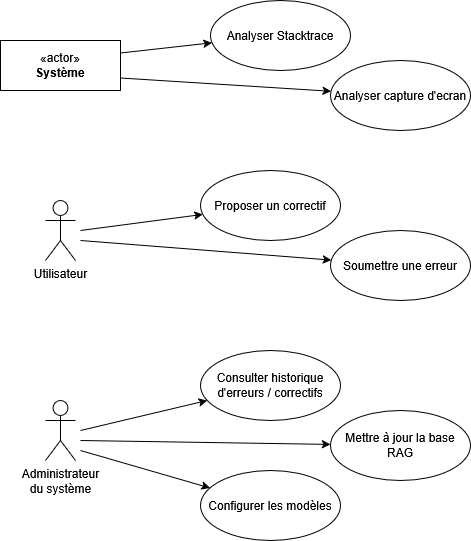 «actor»
Système
Analyser Stacktrace
Analyser capture d'ecran
Utilisateur
Proposer un correctif
Soumettre une erreur
Administrateur
du système
Consulter historique
d'erreurs / correctifs
Mettre à jour la base
RAG
Configurer les modèles